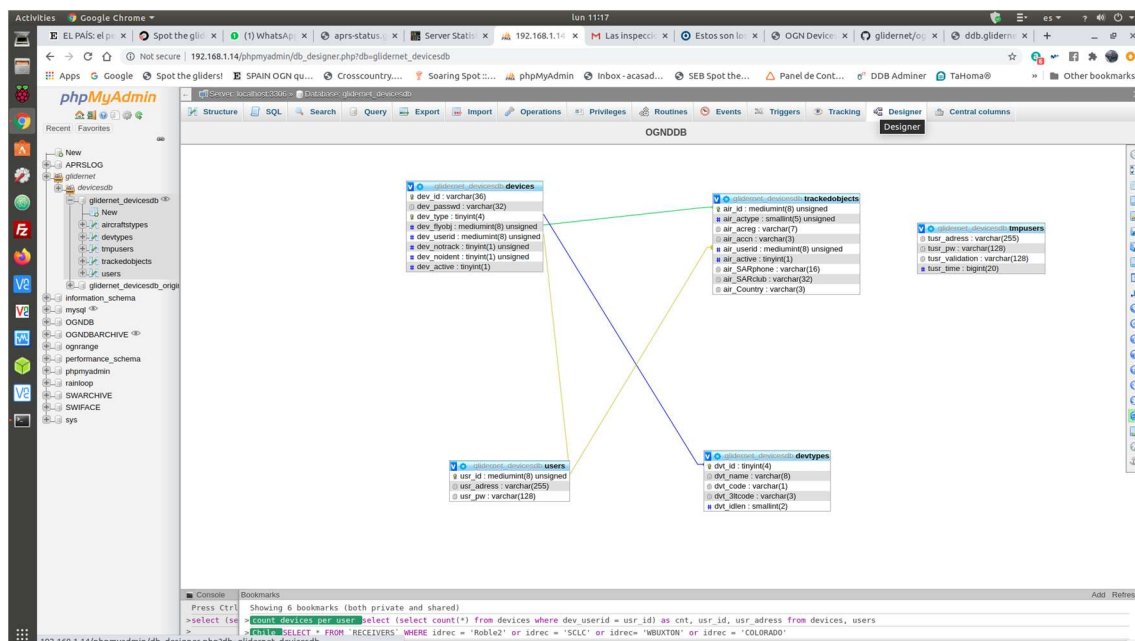 Activities Google Chrome ▾ lun 11:17 es ▾
EL PAÍS: el pe × Spot the glid × (1) WhatsApp × aprs-status.g × Server Statist × 192.168.1.14 × Las inspeccio × Estos son lo × OGN Device × glidernet/og × ddb.glidern ×
Not secure 192.168.1.14/phpmyadmin/db_designer.php?db=glidernet_devicesdb
Apps Google Spot the gliders! SPAIN OGN qu... Crosscountry.... Soaring Spot ::... phpMyAdmin Inbox - acasad... SEB Spot the... Panel de Cont... DDB Adminer TaHoma® » Other bookmarks
phpMyAdmin
Recent Favorites
New
APRSLOG
glidernet
devicesdb
glidernet_devicesdb
New
aircraftstypes
devtypes
tmpusers
trackedobjects
users
glidernet_devicesdb_origi
information_schema
mysql
OGNDB
OGNDBARCHIVE
ognrange
performance_schema
phpmyadmin
rainloop
SWARCHIVE
SWIFACE
sys
Server: localhost:3306 » Database: glidernet_devicesdb
Structure SQL Search Query Export Import Operations Privileges Routines Events Triggers Tracking Designer Central columns
Designer
OGNDDB
glidernet_devicesdb devices
dev_id : varchar(36)
dev_passwd : varchar(32)
dev_type : tinyint(4)
dev_flyobj : mediumint(8) unsigned
dev_userid : mediumint(8) unsigned
dev_notrack : tinyint(1) unsigned
dev_noident : tinyint(1) unsigned
dev_active : tinyint(1)
glidernet_devicesdb trackedobjects
air_id : mediumint(8) unsigned
air_actype : smallint(5) unsigned
air_acreg : varchar(7)
air_accn : varchar(3)
air_userid : mediumint(8) unsigned
air_active : tinyint(1)
air_SARphone : varchar(16)
air_SARclub : varchar(32)
air_Country : varchar(3)
glidernet_devicesdb tmpusers
tusr_adress : varchar(255)
tusr_pw : varchar(128)
tusr_validation : varchar(128)
tusr_time : bigint(20)
glidernet_devicesdb users
usr_id : mediumint(8) unsigned
usr_adress : varchar(255)
usr_pw : varchar(128)
glidernet_devicesdb devtypes
dvt_id : tinyint(4)
dvt_name : varchar(8)
dvt_code : varchar(1)
dvt_3ltcode : varchar(3)
dvt_idlen : smallint(2)
Console Bookmarks Add Refres
Press Ctrl Showing 6 bookmarks (both private and shared)
>select (se >count devices per user select (select count(*) from devices where dev_userid = usr_id) as cnt, usr_id, usr_adress from devices, users
> >Chile SELECT * FROM `RECEIVERS` WHERE idrec = 'Roble2' or idrec = 'SCLC' or idrec= 'WBUXTON' or idrec = 'COLORADO'
192.168.1.14/phpmyadmin/db_designer.php?db=glidernet_devicesdb